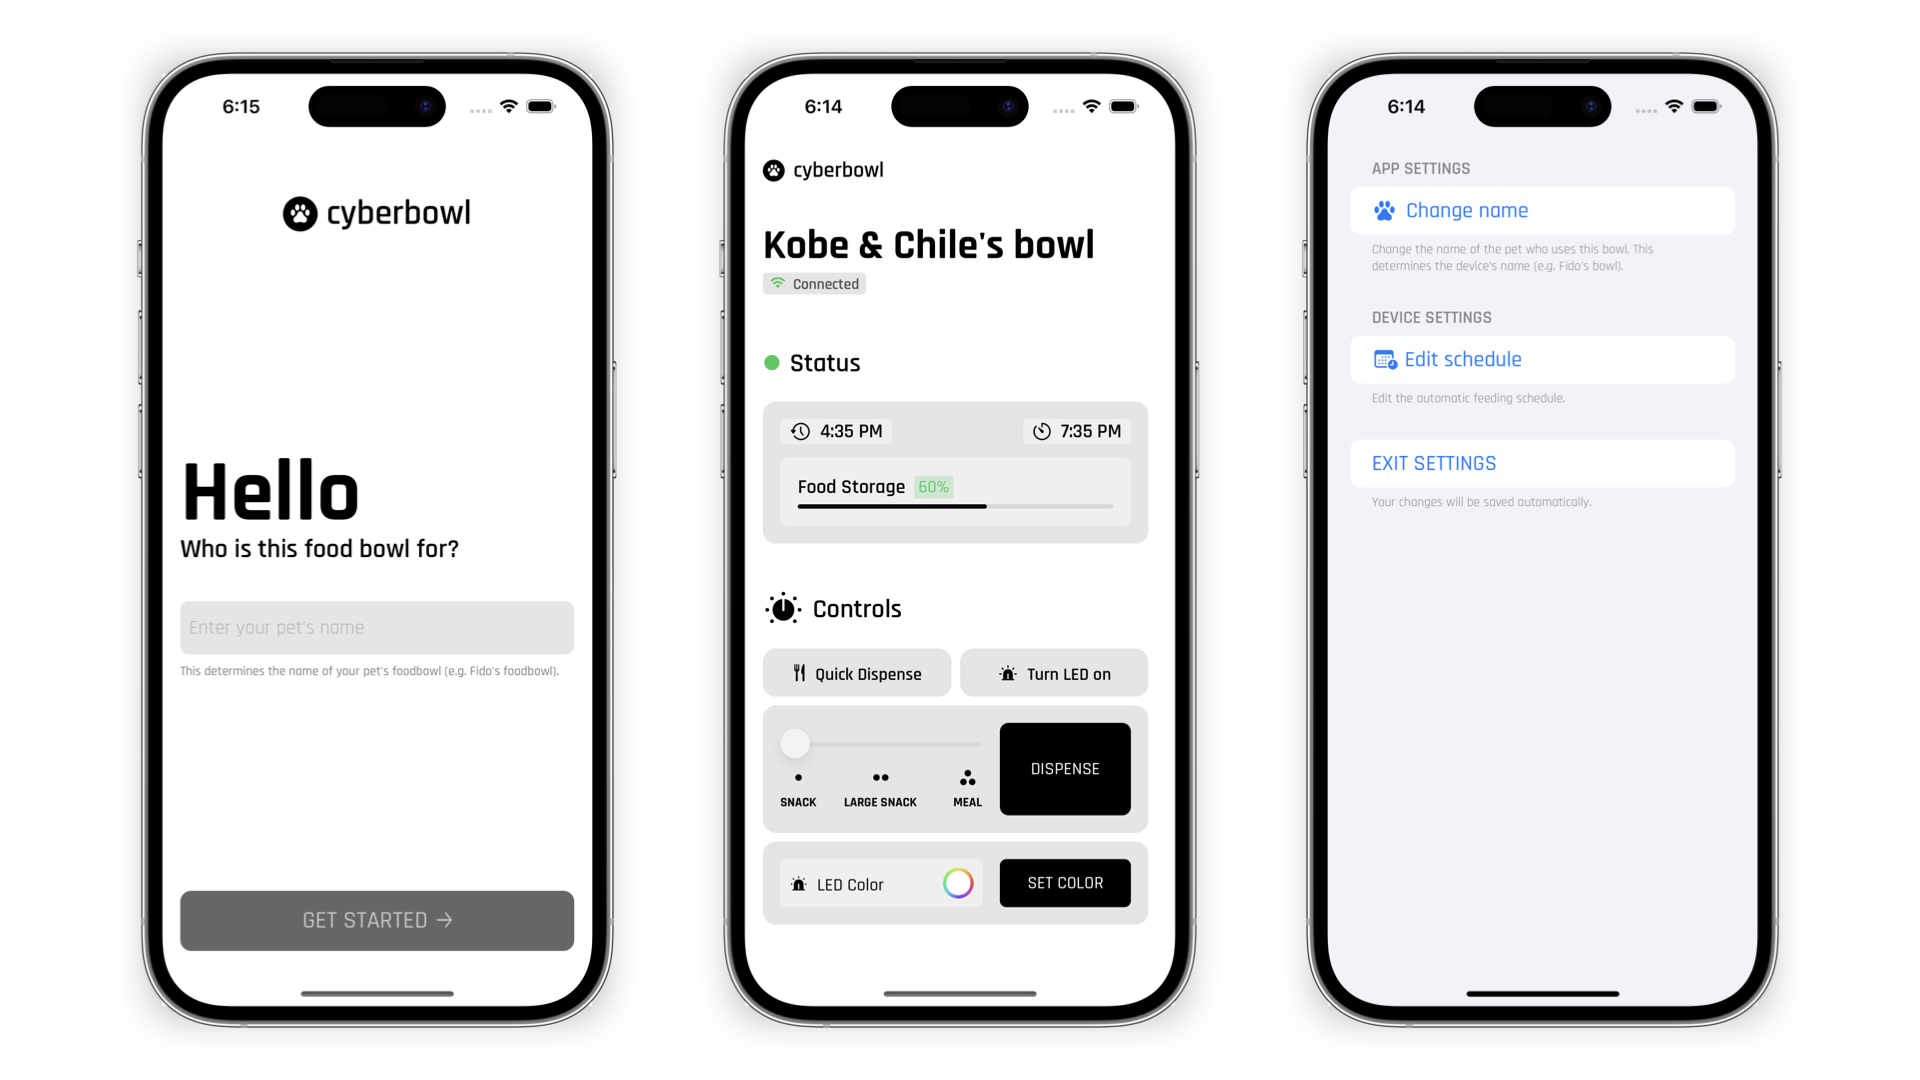 6:15
cyberbowl
Hello
Who is this food bowl for?
Enter your pet's name
This determines the name of your pet's foodbowl (e.g. Fido's foodbowl).
GET STARTED →
6:14
cyberbowl
Kobe & Chile's bowl
Connected
Status
4:35 PM
7:35 PM
Food Storage 60%
Controls
Quick Dispense
Turn LED on
SNACK
LARGE SNACK
MEAL
DISPENSE
LED Color
SET COLOR
6:14
APP SETTINGS
Change name
Change the name of the pet who uses this bowl. This
determines the device's name (e.g. Fido's bowl).
DEVICE SETTINGS
Edit schedule
Edit the automatic feeding schedule.
EXIT SETTINGS
Your changes will be saved automatically.